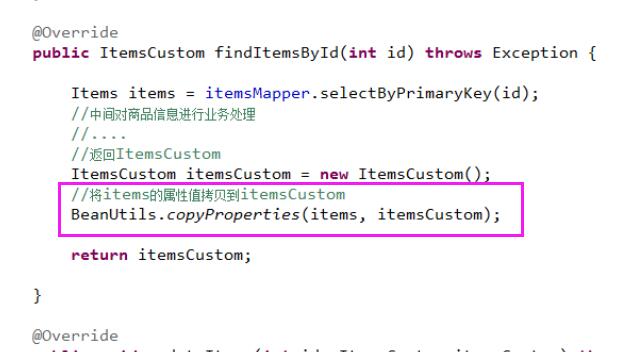 @Override
public ItemsCustom findItemsById(int id) throws Exception {
Items items = itemsMapper.selectByPrimaryKey(id);
//中间对商品信息进行业务处理
//....
//返回ItemsCustom
ItemsCustom itemsCustom = new ItemsCustom();
//将items的属性值拷贝到itemsCustom
BeanUtils.copyProperties(items, itemsCustom);
return itemsCustom;
}
@Override